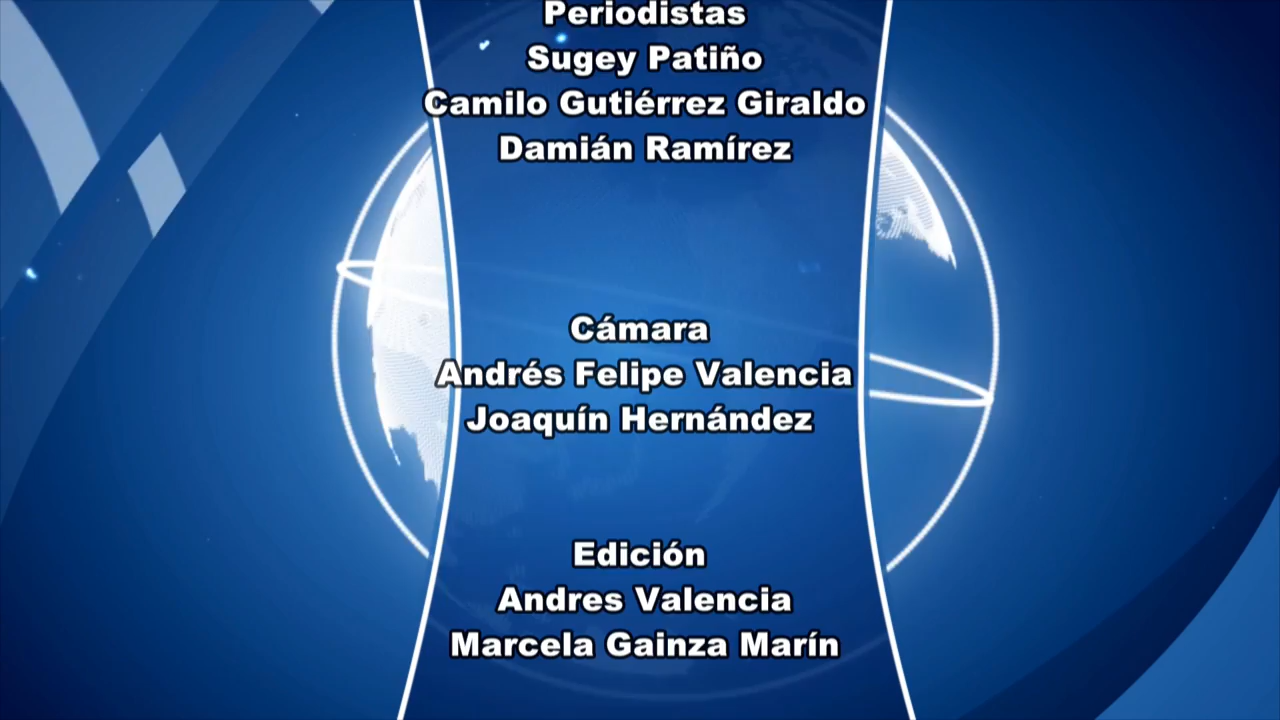 Periodistas
Sugey Patiño
Camilo Gutiérrez Giraldo
Damián Ramírez
Cámara
Andrés Felipe Valencia
Joaquín Hernández
Edición
Andres Valencia
Marcela Gainza Marín